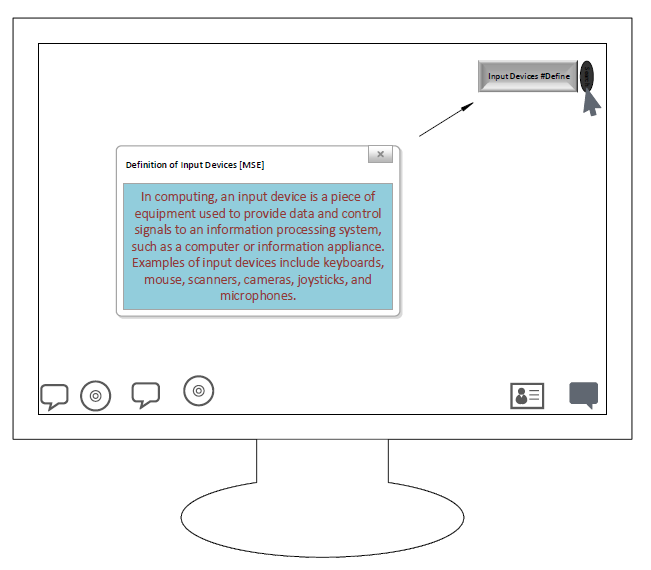 Input Devices #Define
Definition of Input Devices [MSE]
In computing, an input device is a piece of
equipment used to provide data and control
signals to an information processing system,
such as a computer or information appliance.
Examples of input devices include keyboards,
mouse, scanners, cameras, joysticks, and
microphones.